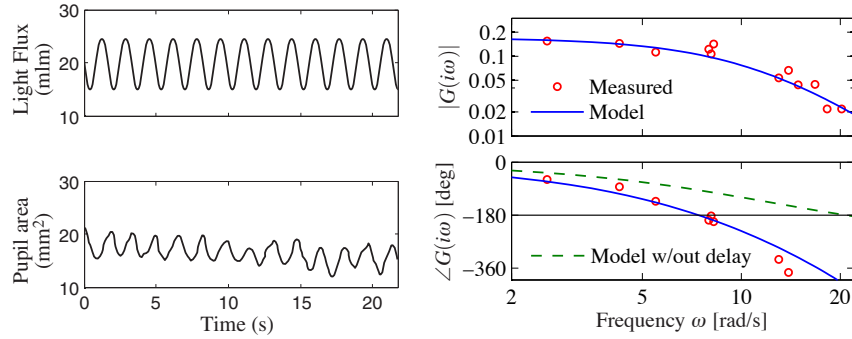 30
20
10
Light Flux
(mlm)
30
20
10
Pupil area
(mm²)
0
5
10
15
20
Time (s)
0.2
0.1
0.05
0.02
0.01
|G(iω)|
Measured
Model
0
−180
−360
∠G(iω) [deg]
Model w/out delay
2
5
10
20
Frequency ω [rad/s]